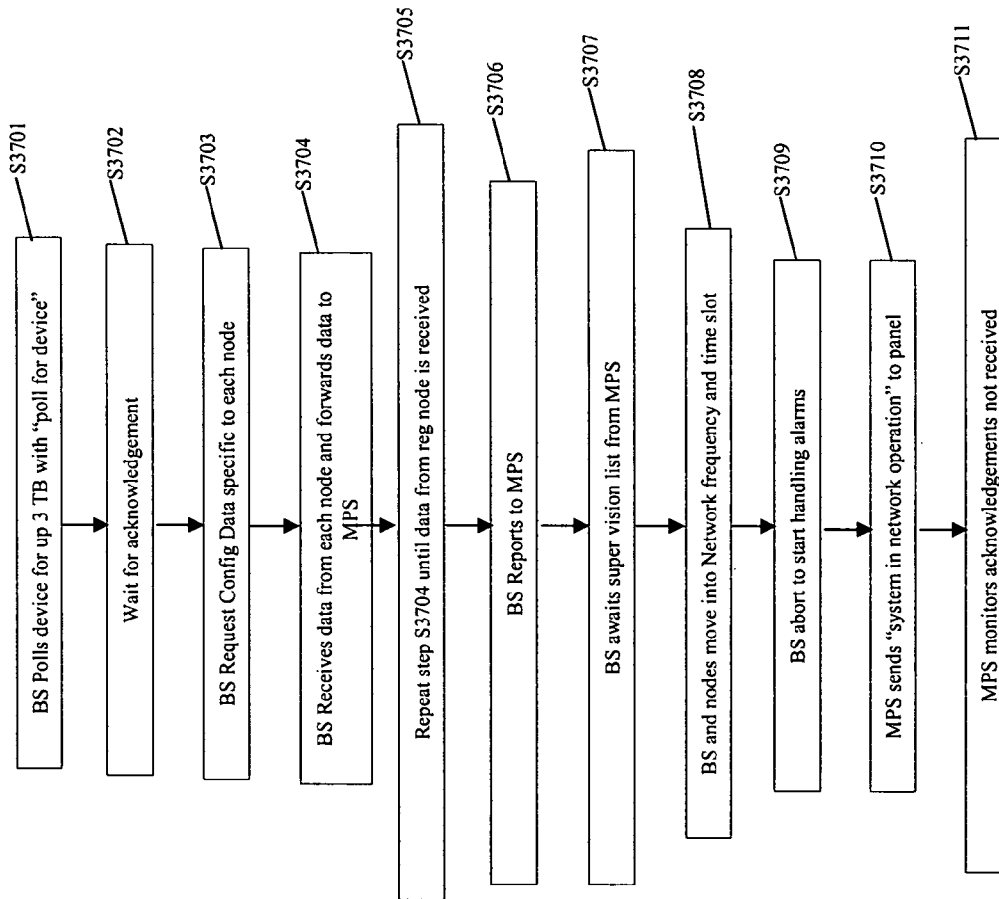 BS Polls device for up 3 TB with “poll for device”
S3701
Wait for acknowledgement
S3702
BS Request Config Data specific to each node
S3703
BS Receives data from each node and forwards data to
MPS
S3704
Repeat step S3704 until data from reg node is received
S3705
BS Reports to MPS
S3706
BS awaits super vision list from MPS
S3707
BS and nodes move into Network frequency and time slot
S3708
BS abort to start handling alarms
S3709
MPS sends “system in network operation” to panel
S3710
MPS monitors acknowledgements not received
S3711